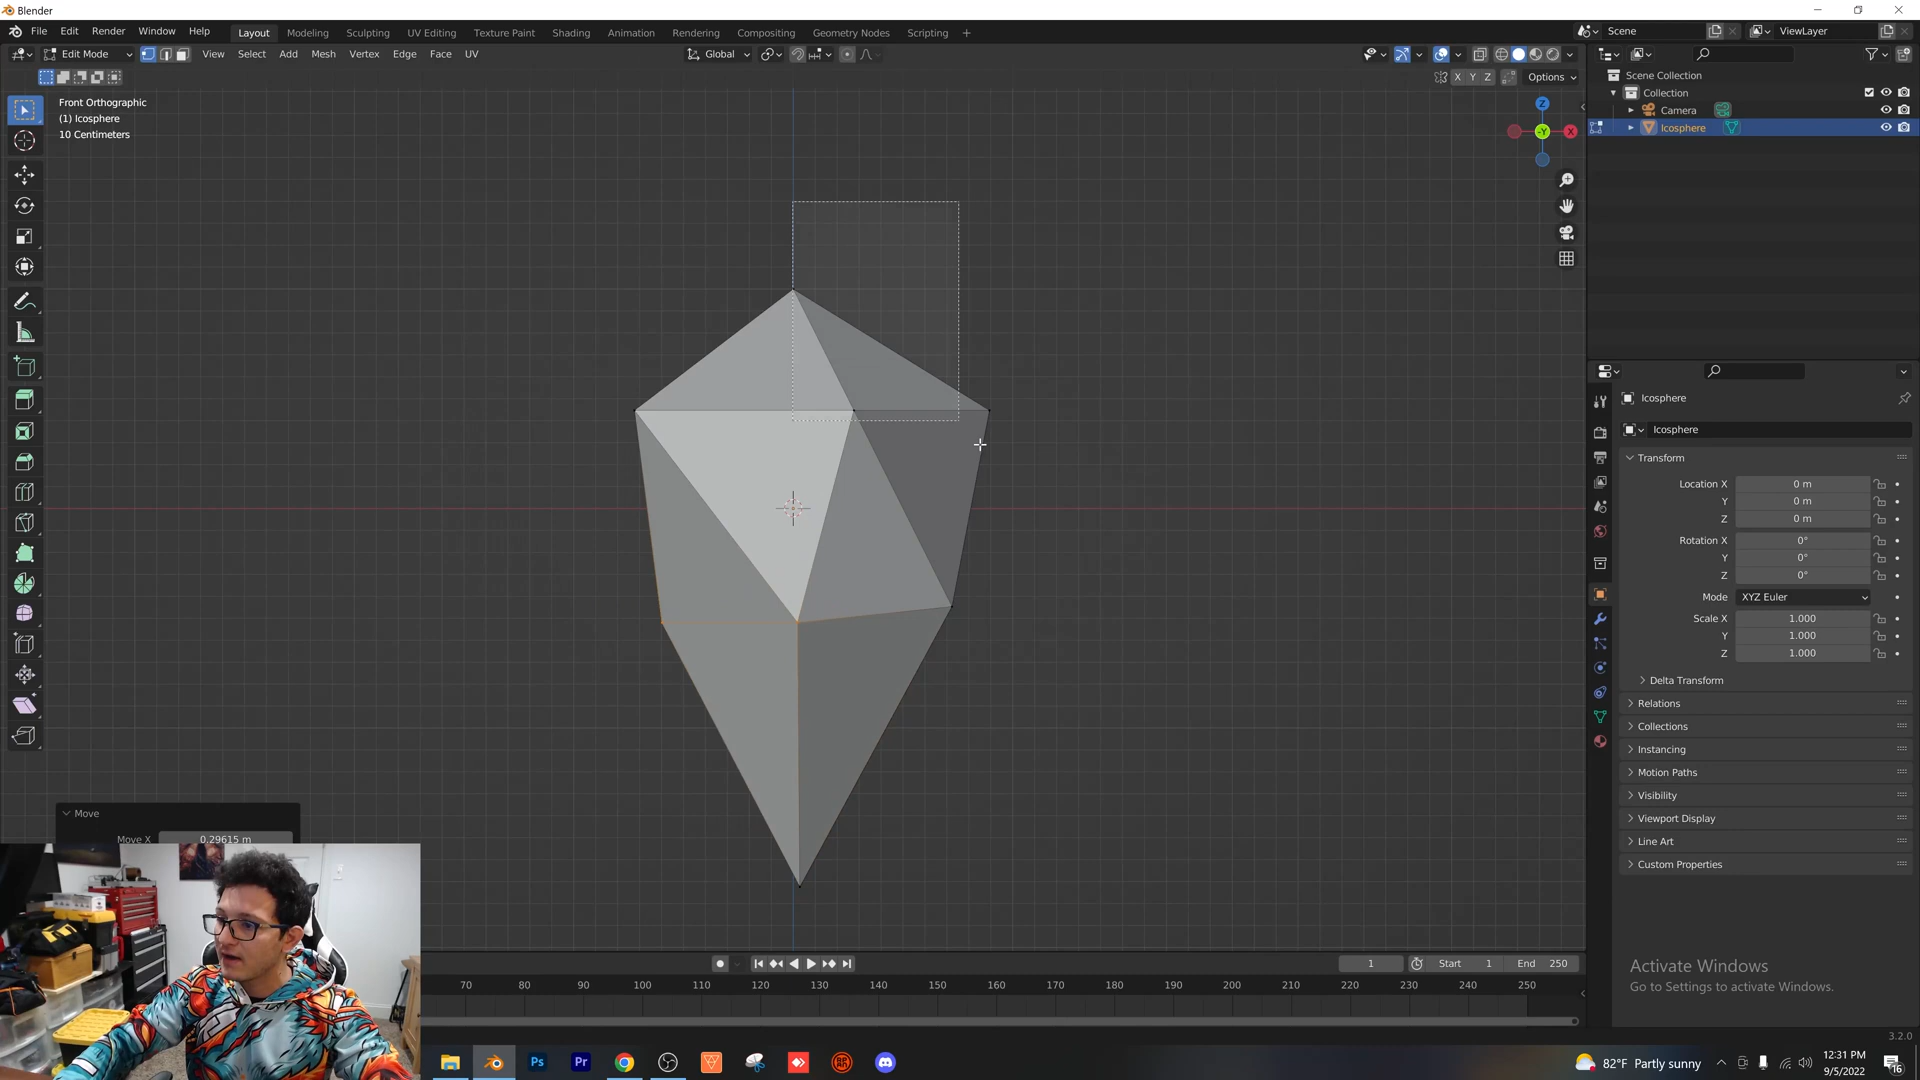 Blender
File Edit Render Window Help
Layout Modeling Sculpting UV Editing Texture Paint Shading Animation Rendering Compositing Geometry Nodes Scripting +
Scene
ViewLayer
Edit Mode View Select Add Mesh Vertex Edge Face UV
Global
X Y Z Options
Front Orthographic
(1) Icosphere
10 Centimeters
Z
-Y
X
Scene Collection
Collection
Camera
Icosphere
Icosphere
Icosphere
Transform
Location X 0 m
Y 0 m
Z 0 m
Rotation X 0°
Y 0°
Z 0°
Mode XYZ Euler
Scale X 1.000
Y 1.000
Z 1.000
Delta Transform
Relations
Collections
Instancing
Motion Paths
Visibility
Viewport Display
Line Art
Custom Properties
Move
Move X 0.29615 m
1 Start 1 End 250
70 80 90 100 110 120 130 140 150 160 170 180 190 200 210 220 230 240 250
Activate Windows
Go to Settings to activate Windows.
3.2.0
Ps Pr
82°F Partly sunny
12:31 PM
9/5/2022
16